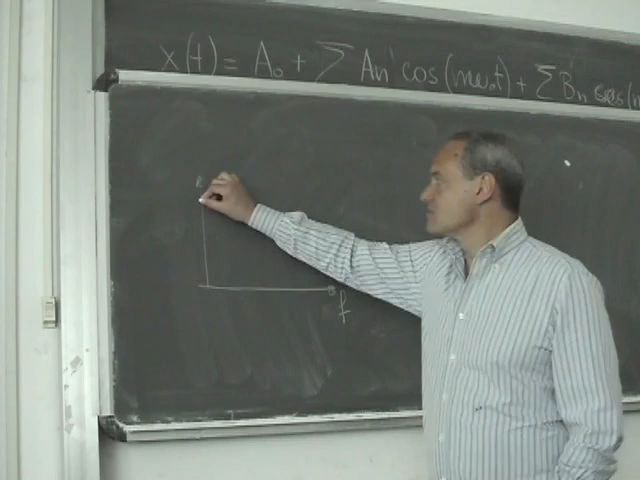 x(t) = A₀ + ∑ An cos(nω₀t) + ∑ Bn
f